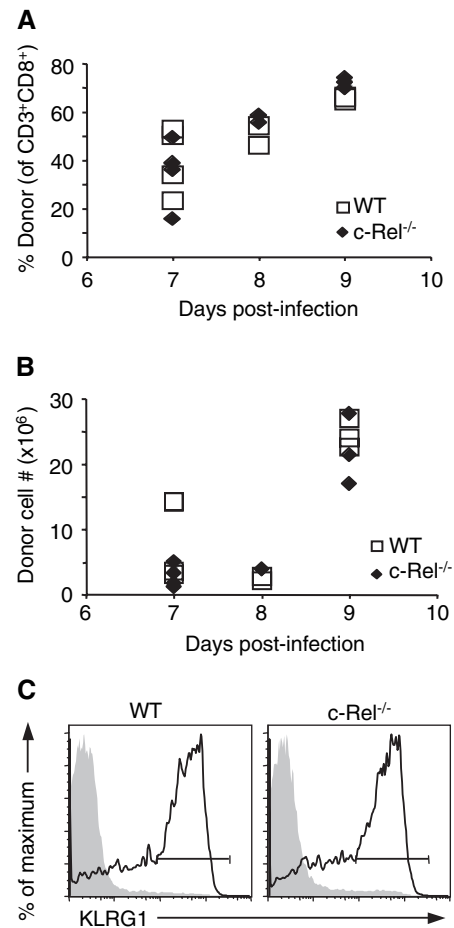 A
% Donor (of CD3⁺CD8⁺)
80
60
40
20
0
6 7 8 9 10
Days post-infection
WT
c-Rel⁻/⁻
B
Donor cell # (x10⁶)
30
20
10
0
6 7 8 9 10
Days post-infection
WT
c-Rel⁻/⁻
C
WT c-Rel⁻/⁻
% of maximum
KLRG1